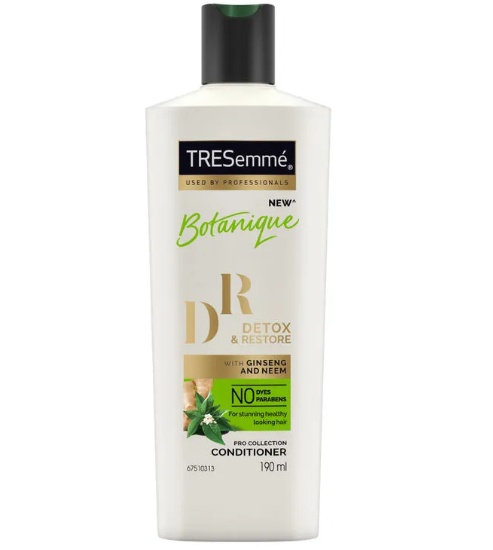 TRESemmé®
USED BY PROFESSIONALS
NEW^
Botanique
DR
DETOX
& RESTORE
WITH GINSENG
AND NEEM
NO DYES
PARABENS
For stunning healthy
looking hair
PRO COLLECTION
CONDITIONER
67510313
190 ml